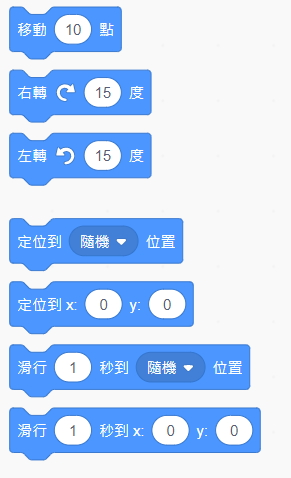 移動 10 點
右轉 15 度
左轉 15 度
定位到 隨機 位置
定位到 x: 0 y: 0
滑行 1 秒到 隨機 位置
滑行 1 秒到 x: 0 y: 0